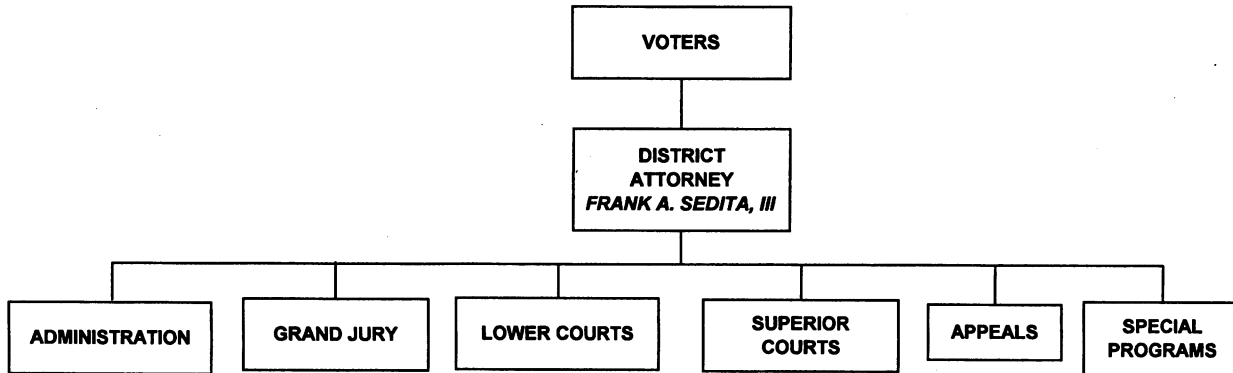 VOTERS
DISTRICT
ATTORNEY
FRANK A. SEDITA, III
ADMINISTRATION
GRAND JURY
LOWER COURTS
SUPERIOR
COURTS
APPEALS
SPECIAL
PROGRAMS